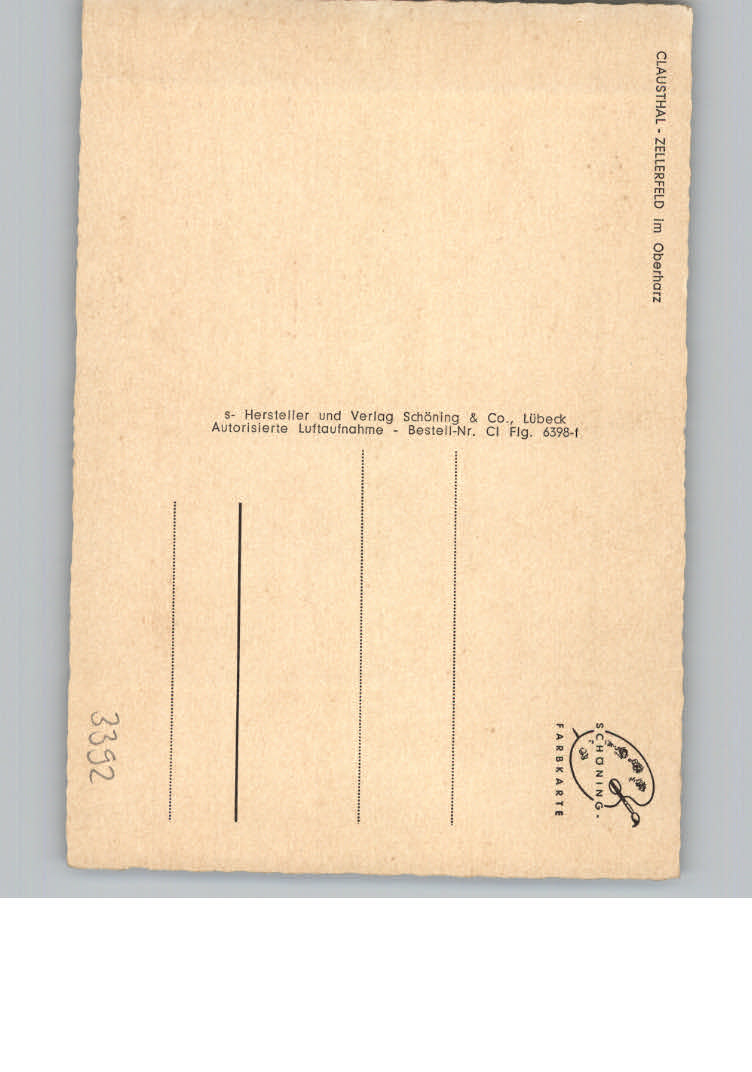 CLAUSTHAL - ZELLERFELD im Oberharz
s- Hersteller und Verlag Schöning & Co., Lübeck
Autorisierte Luftaufnahme - Bestell-Nr. Cl Flg. 6398-f
SCHÖNING-
FARBKARTE
3392